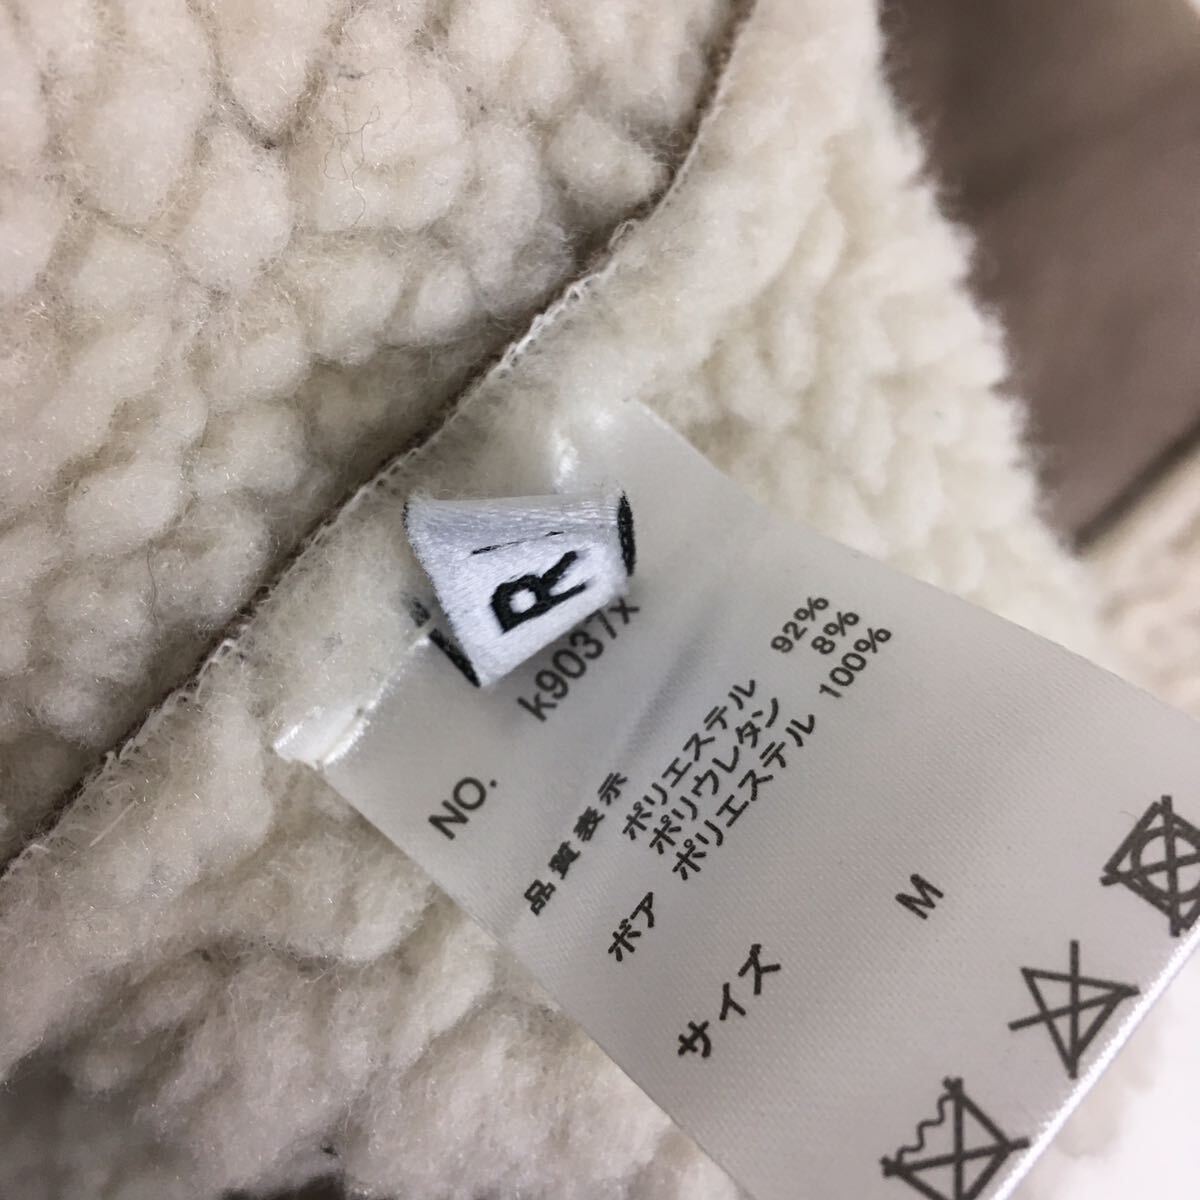 R
NO. k9037x
品質表示 ポリエステル 92%
ポリウレタン 8%
ボア ポリエステル 100%
サイズ M